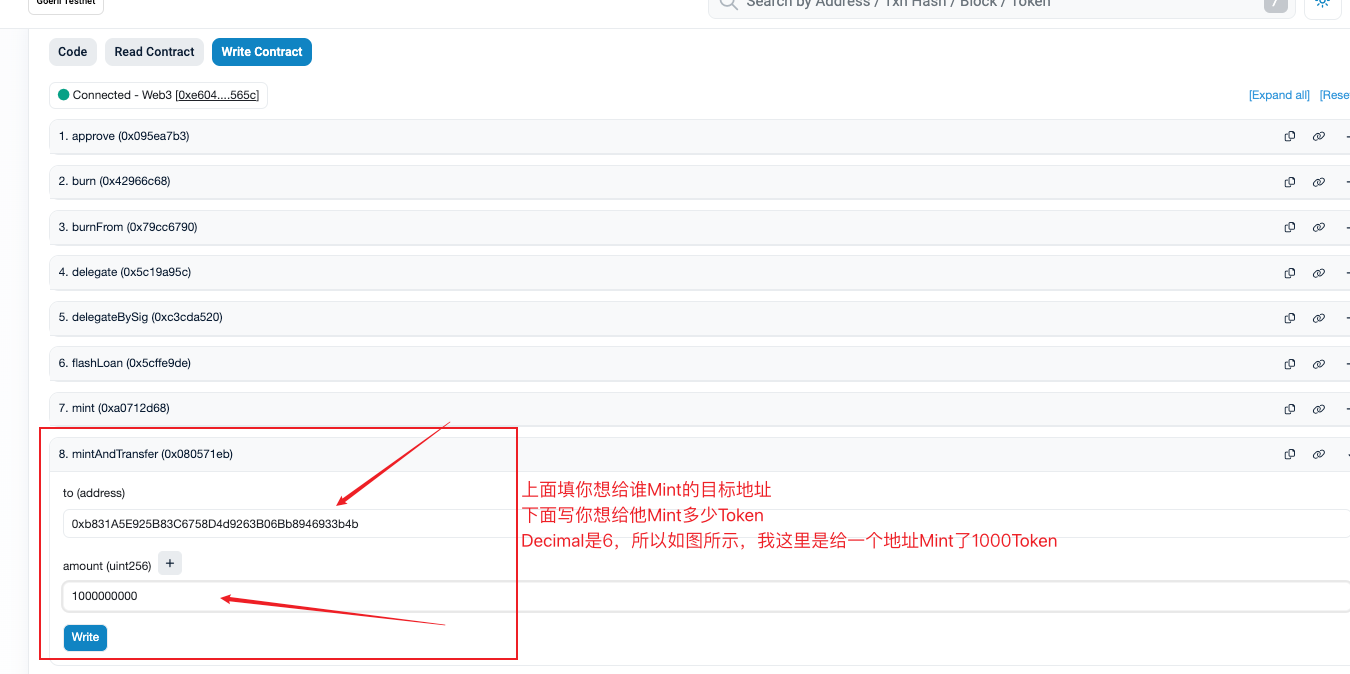 Goerli Testnet
Search by Address / Txn Hash / Block / Token /
Code Read Contract Write Contract
Connected - Web3 [0xe604....565c] [Expand all] [Rese
1. approve (0x095ea7b3)
2. burn (0x42966c68)
3. burnFrom (0x79cc6790)
4. delegate (0x5c19a95c)
5. delegateBySig (0xc3cda520)
6. flashLoan (0x5cffe9de)
7. mint (0xa0712d68)
8. mintAndTransfer (0x080571eb)
to (address)
上面填你想给谁Mint的目标地址
0xb831A5E925B83C6758D4d9263B06Bb8946933b4b
下面写你想给他Mint多少Token
Decimal是6，所以如图所示，我这里是给一个地址Mint了1000Token
amount (uint256) +
1000000000
Write